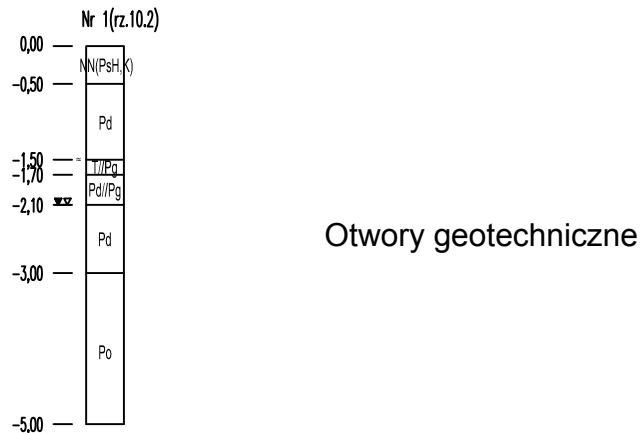 Nr 1(rz.10.2)
0,00
NN(PsH,K)
-0,50
Pd
-1,50
≈
T//Pg
-1,70
Pd//Pg
-2,10
Pd
Otwory geotechniczne
-3,00
Po
-5,00